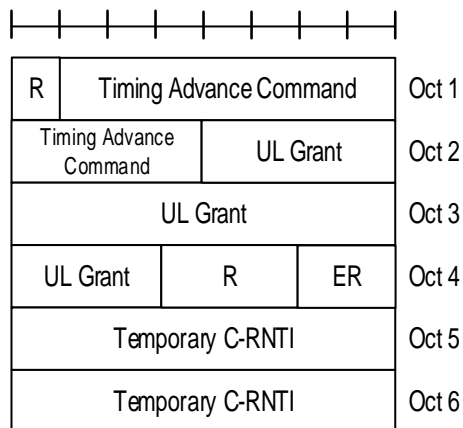 R Timing Advance Command Oct 1
Timing Advance
Command UL Grant Oct 2
UL Grant Oct 3
UL Grant R ER Oct 4
Temporary C-RNTI Oct 5
Temporary C-RNTI Oct 6